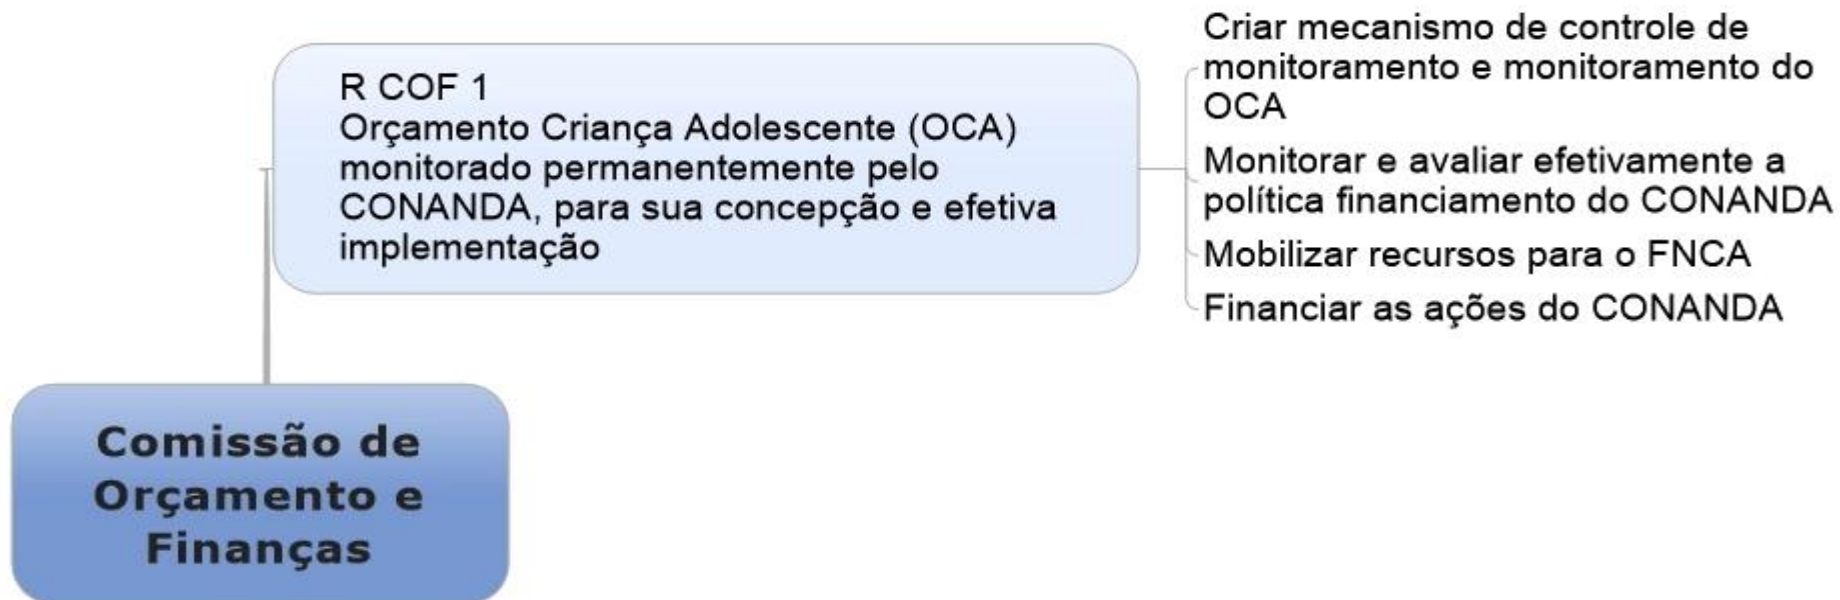 R COF 1
Orçamento Criança Adolescente (OCA)
monitorado permanentemente pelo
CONANDA, para sua concepção e efetiva
implementação
Criar mecanismo de controle de
monitoramento e monitoramento do
OCA
Monitorar e avaliar efetivamente a
política financiamento do CONANDA
Mobilizar recursos para o FNCA
Financiar as ações do CONANDA
Comissão de
Orçamento e
Finanças